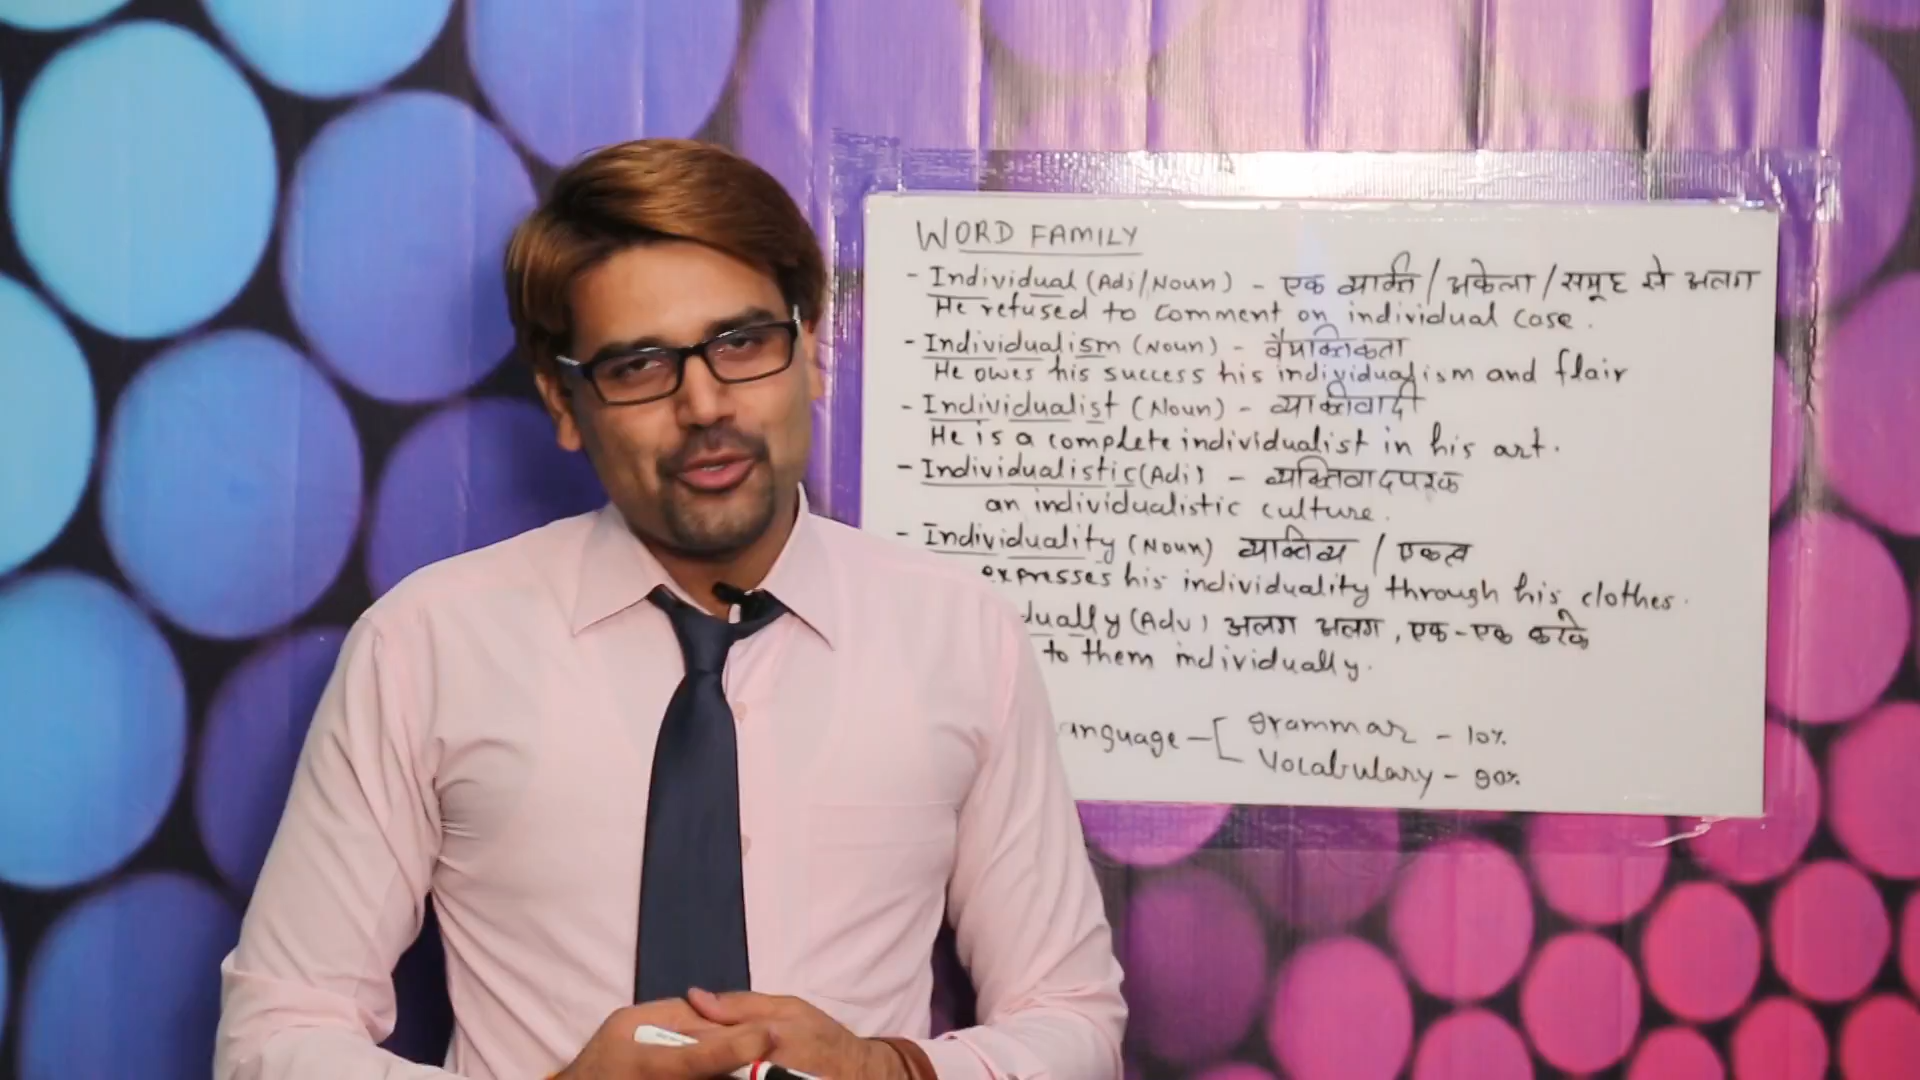 WORD FAMILY
- Individual (Adj/Noun) - एक व्यक्ति / अकेला / समूह से अलग
He refused to comment on individual case.
- Individualism (Noun) - वैयक्तिकता
He owes his success his individualism and flair
- Individualist (Noun) - व्यक्तिवादी
He is a complete individualist in his art.
- Individualistic (Adj) - व्यक्तिवादपरक
an individualistic culture.
- Individuality (Noun) / एकत्व
expresses his individuality through his clothes.
dually (Adv) अलग अलग, एक-एक करके
to them individually.
anguage - [ grammar - 10%
Vocabulary - 90%